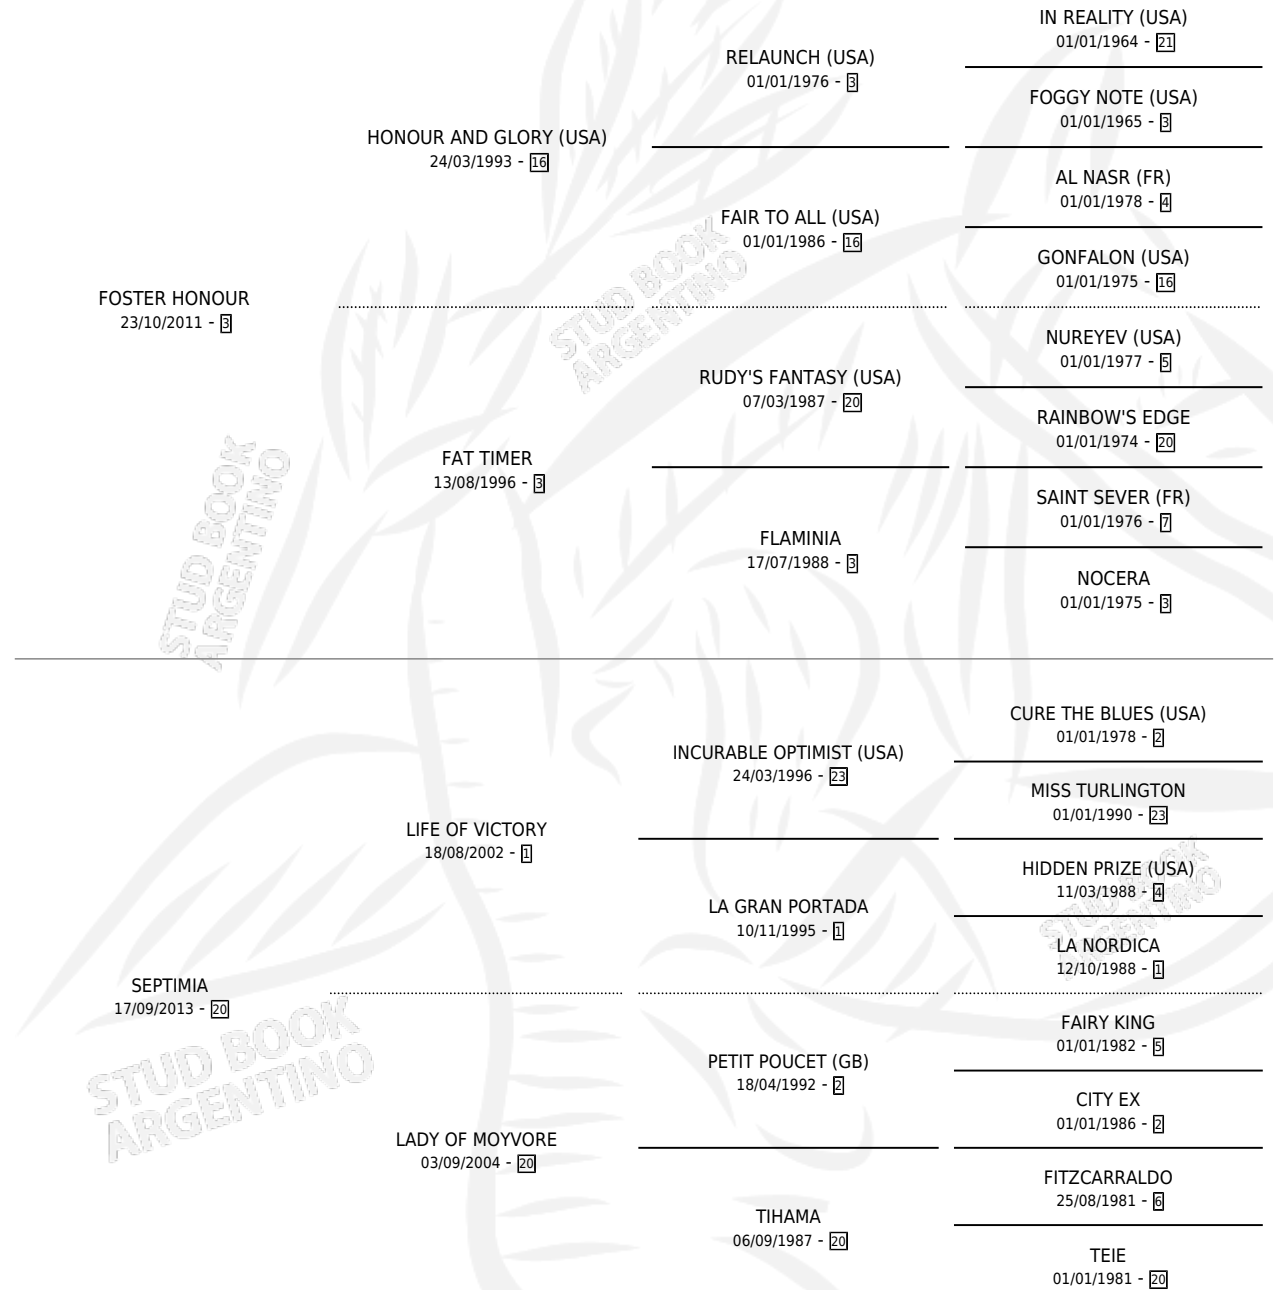 IN REALITY (USA)
01/01/1964 - 21
RELAUNCH (USA)
01/01/1976 - 3
FOGGY NOTE (USA)
01/01/1965 - 3
HONOUR AND GLORY (USA)
24/03/1993 - 16
AL NASR (FR)
01/01/1978 - 4
FAIR TO ALL (USA)
01/01/1986 - 16
GONFALON (USA)
01/01/1975 - 16
STUD BOOK
ARGENTINO
FOSTER HONOUR
23/10/2011 - 3
NUREYEV (USA)
01/01/1977 - 5
RUDY'S FANTASY (USA)
07/03/1987 - 20
RAINBOW'S EDGE
01/01/1974 - 20
FAT TIMER
13/08/1996 - 3
SAINT SEVER (FR)
01/01/1976 - 7
FLAMINIA
17/07/1988 - 3
NOCERA
01/01/1975 - 3
STUD BOOK
ARGENTINO
CURE THE BLUES (USA)
01/01/1978 - 2
INCURABLE OPTIMIST (USA)
24/03/1996 - 23
MISS TURLINGTON
01/01/1990 - 23
LIFE OF VICTORY
18/08/2002 - 1
HIDDEN PRIZE (USA)
11/03/1988 - 4
LA GRAN PORTADA
10/11/1995 - 1
LA NORDICA
12/10/1988 - 1
STUD BOOK
ARGENTINO
SEPTIMIA
17/09/2013 - 20
FAIRY KING
01/01/1982 - 5
PETIT POUCET (GB)
18/04/1992 - 2
CITY EX
01/01/1986 - 2
STUD BOOK
ARGENTINO
LADY OF MOYVORE
03/09/2004 - 20
FITZCARRALDO
25/08/1981 - 6
TIHAMA
06/09/1987 - 20
TEIE
01/01/1981 - 20